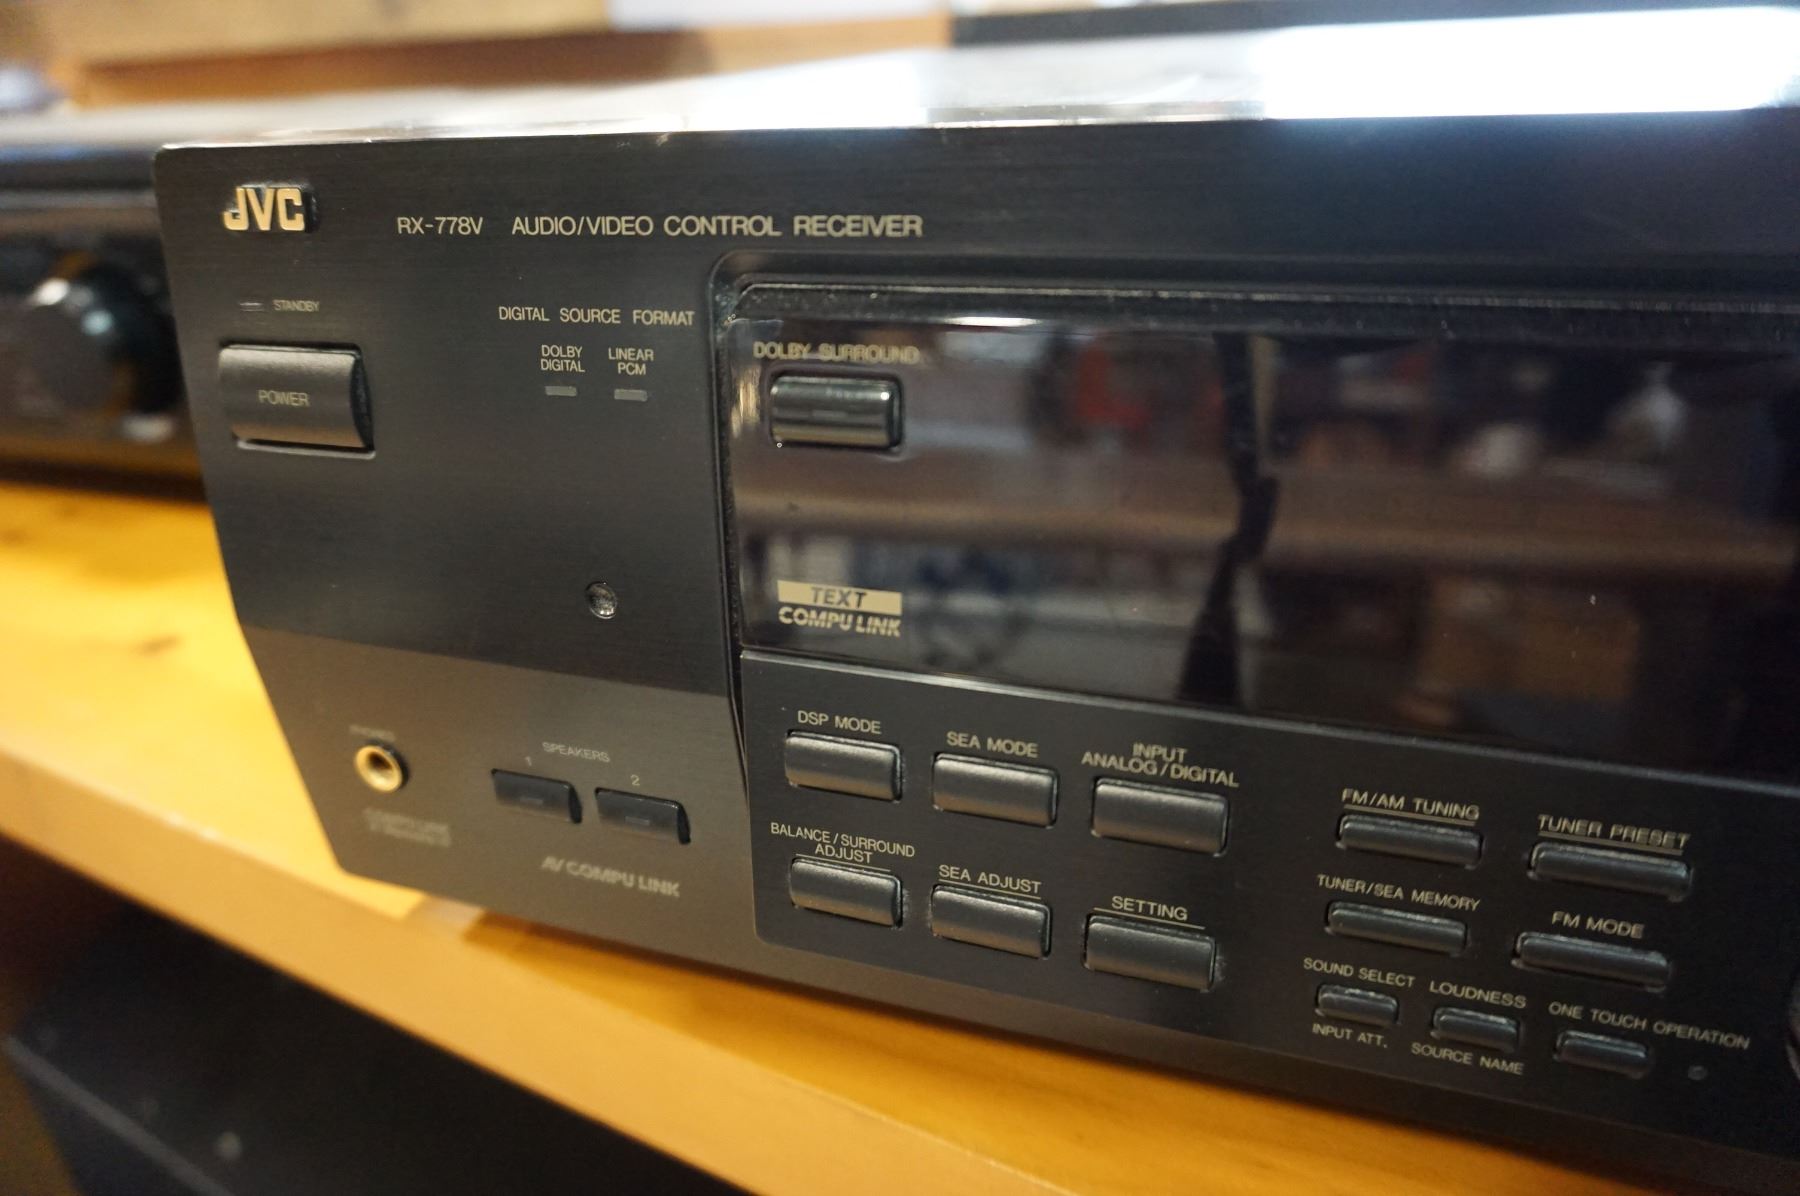 JVC
RX-778V AUDIO/VIDEO CONTROL RECEIVER
STANDBY
POWER
DIGITAL SOURCE FORMAT
DOLBY
DIGITAL
LINEAR
PCM
DOLBY SURROUND
TEXT
COMPU LINK
SPEAKERS
1
2
AV COMPU LINK
DSP MODE
SEA MODE
INPUT
ANALOG/DIGITAL
BALANCE/SURROUND
ADJUST
SEA ADJUST
SETTING
FM/AM TUNING
TUNER PRESET
TUNER/SEA MEMORY
FM MODE
SOUND SELECT
LOUDNESS
ONE TOUCH OPERATION
INPUT ATT.
SOURCE NAME